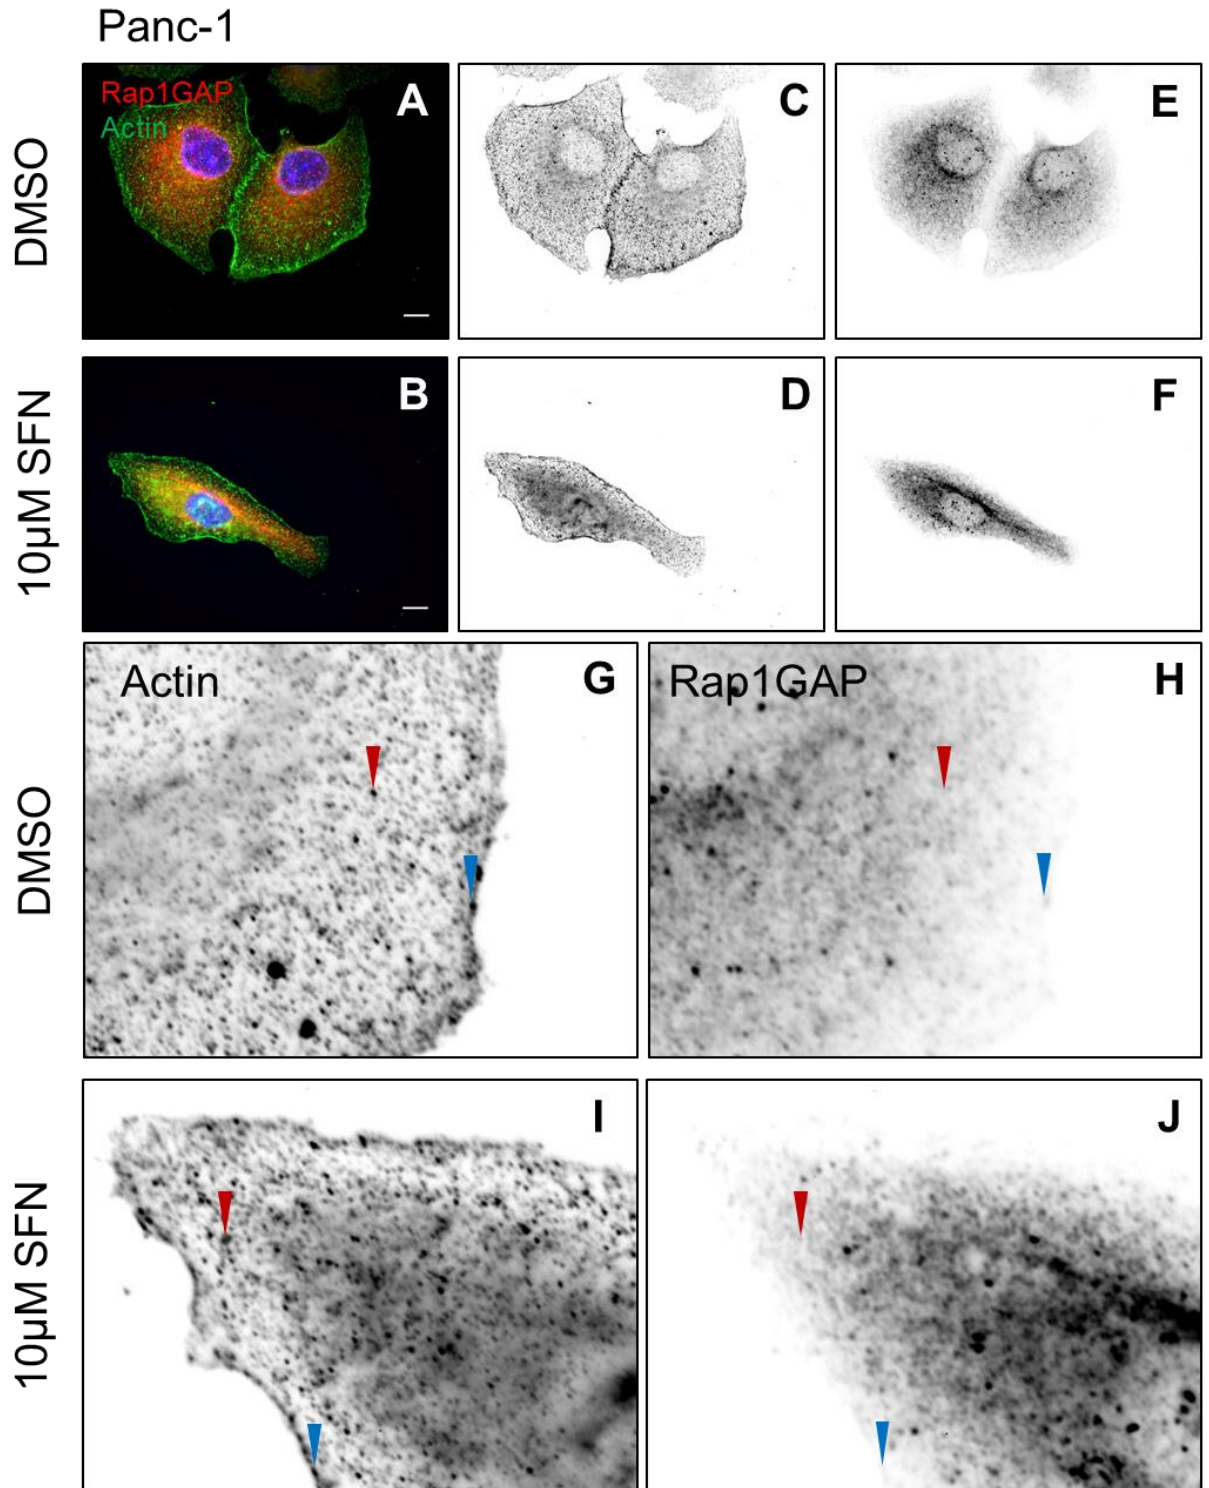 Panc-1
DMSO
Rap1GAP
Actin
A
C
E
10µM SFN
B
D
F
DMSO
Actin
G
Rap1GAP
H
10µM SFN
I
J